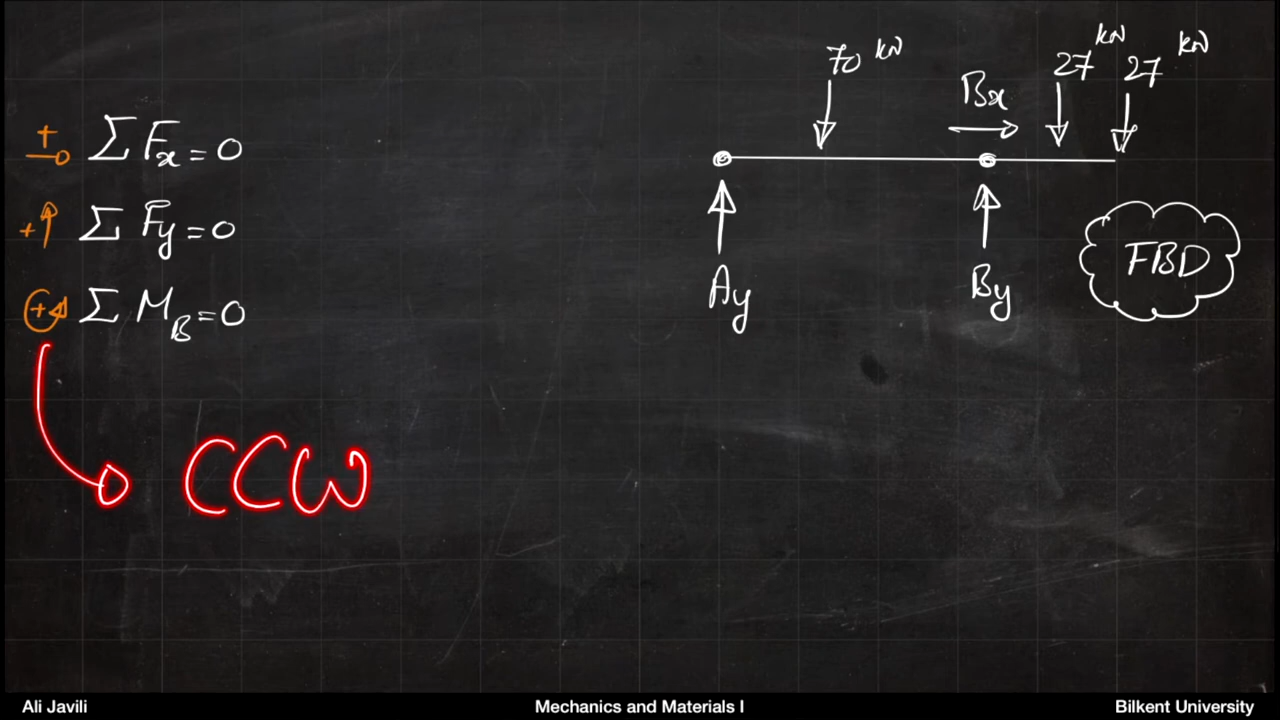 70 kN
27 kN
27 kN
Bx
+ ΣFx=0
+ ΣFy=0
+ ΣM_B=0
FBD
Ay
By
CCW
Ali Javili
Mechanics and Materials I
Bilkent University